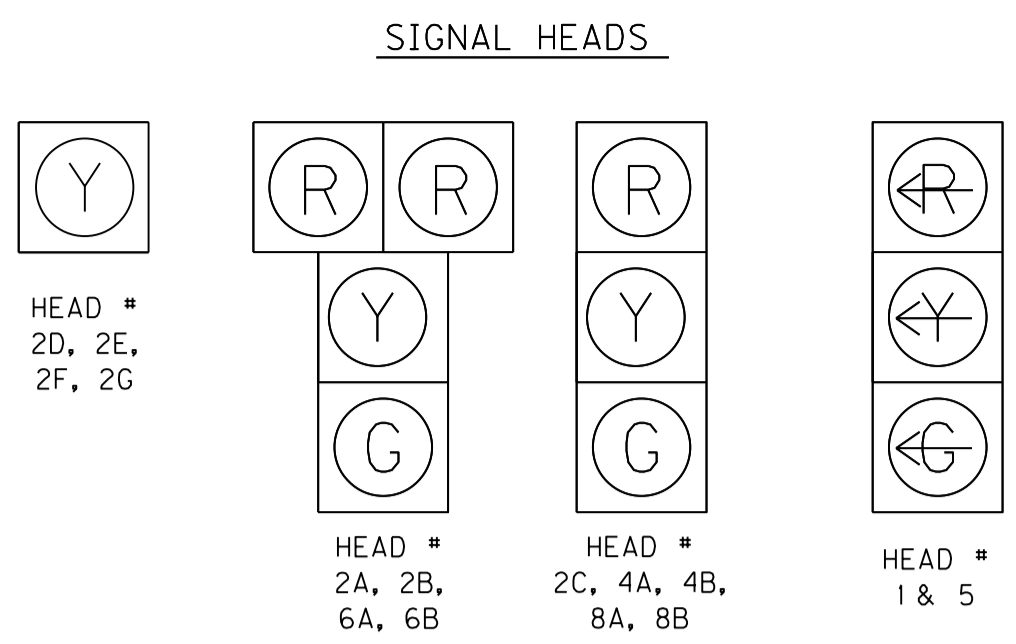 SIGNAL HEADS
Y
HEAD #
2D, 2E,
2F, 2G
R R
Y
G
HEAD #
2A, 2B,
6A, 6B
R
Y
G
HEAD #
2C, 4A, 4B,
8A, 8B
R
Y
G
HEAD #
1 & 5